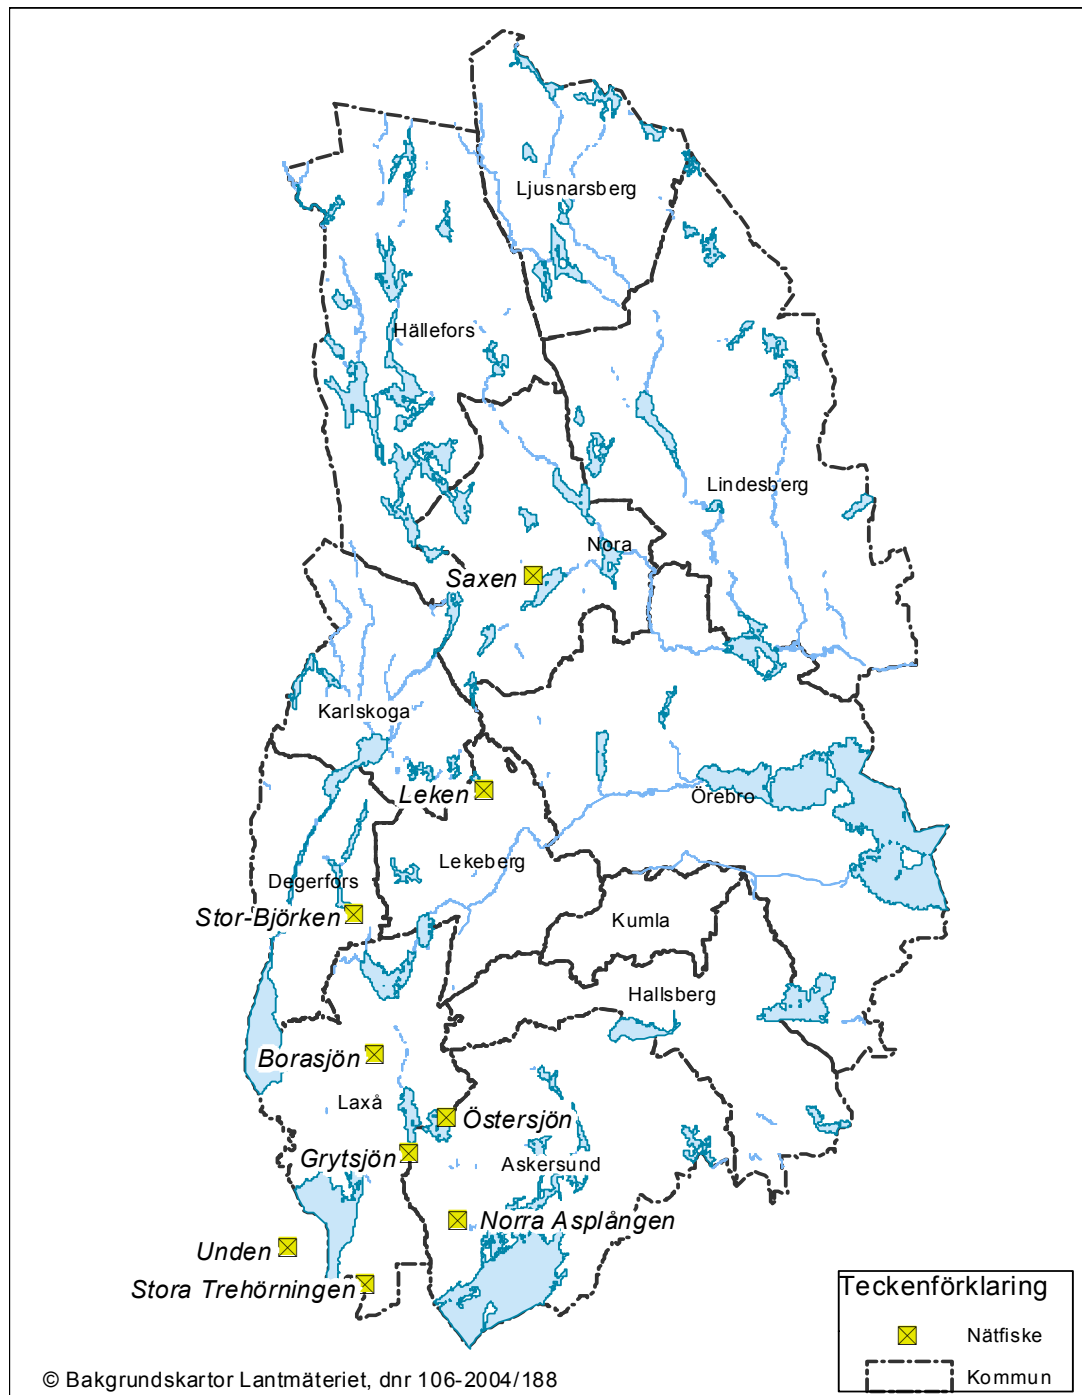 Ljusnarsberg
Hällefors
Lindesberg
Nora
Saxen
Karlskoga
Leken
Örebro
Lekeberg
Degerfors
Stor-Björken
Kumla
Hallsberg
Borasjön
Laxå
Östersjön
Grytsjön
Askersund
Norra Asplången
Unden
Stora Trehörningen
Teckenförklaring
Nätfiske
Kommun
© Bakgrundskartor Lantmäteriet, dnr 106-2004/188